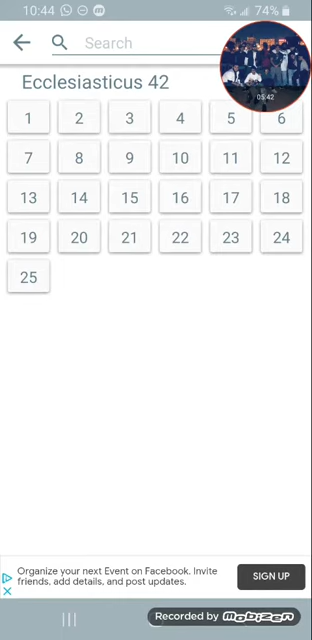 10:44 74%
Search
05:42
Ecclesiasticus 42
1 2 3 4 5 6
7 8 9 10 11 12
13 14 15 16 17 18
19 20 21 22 23 24
25
Organize your next Event on Facebook. Invite
friends, add details, and post updates.
SIGN UP
Recorded by mobizen